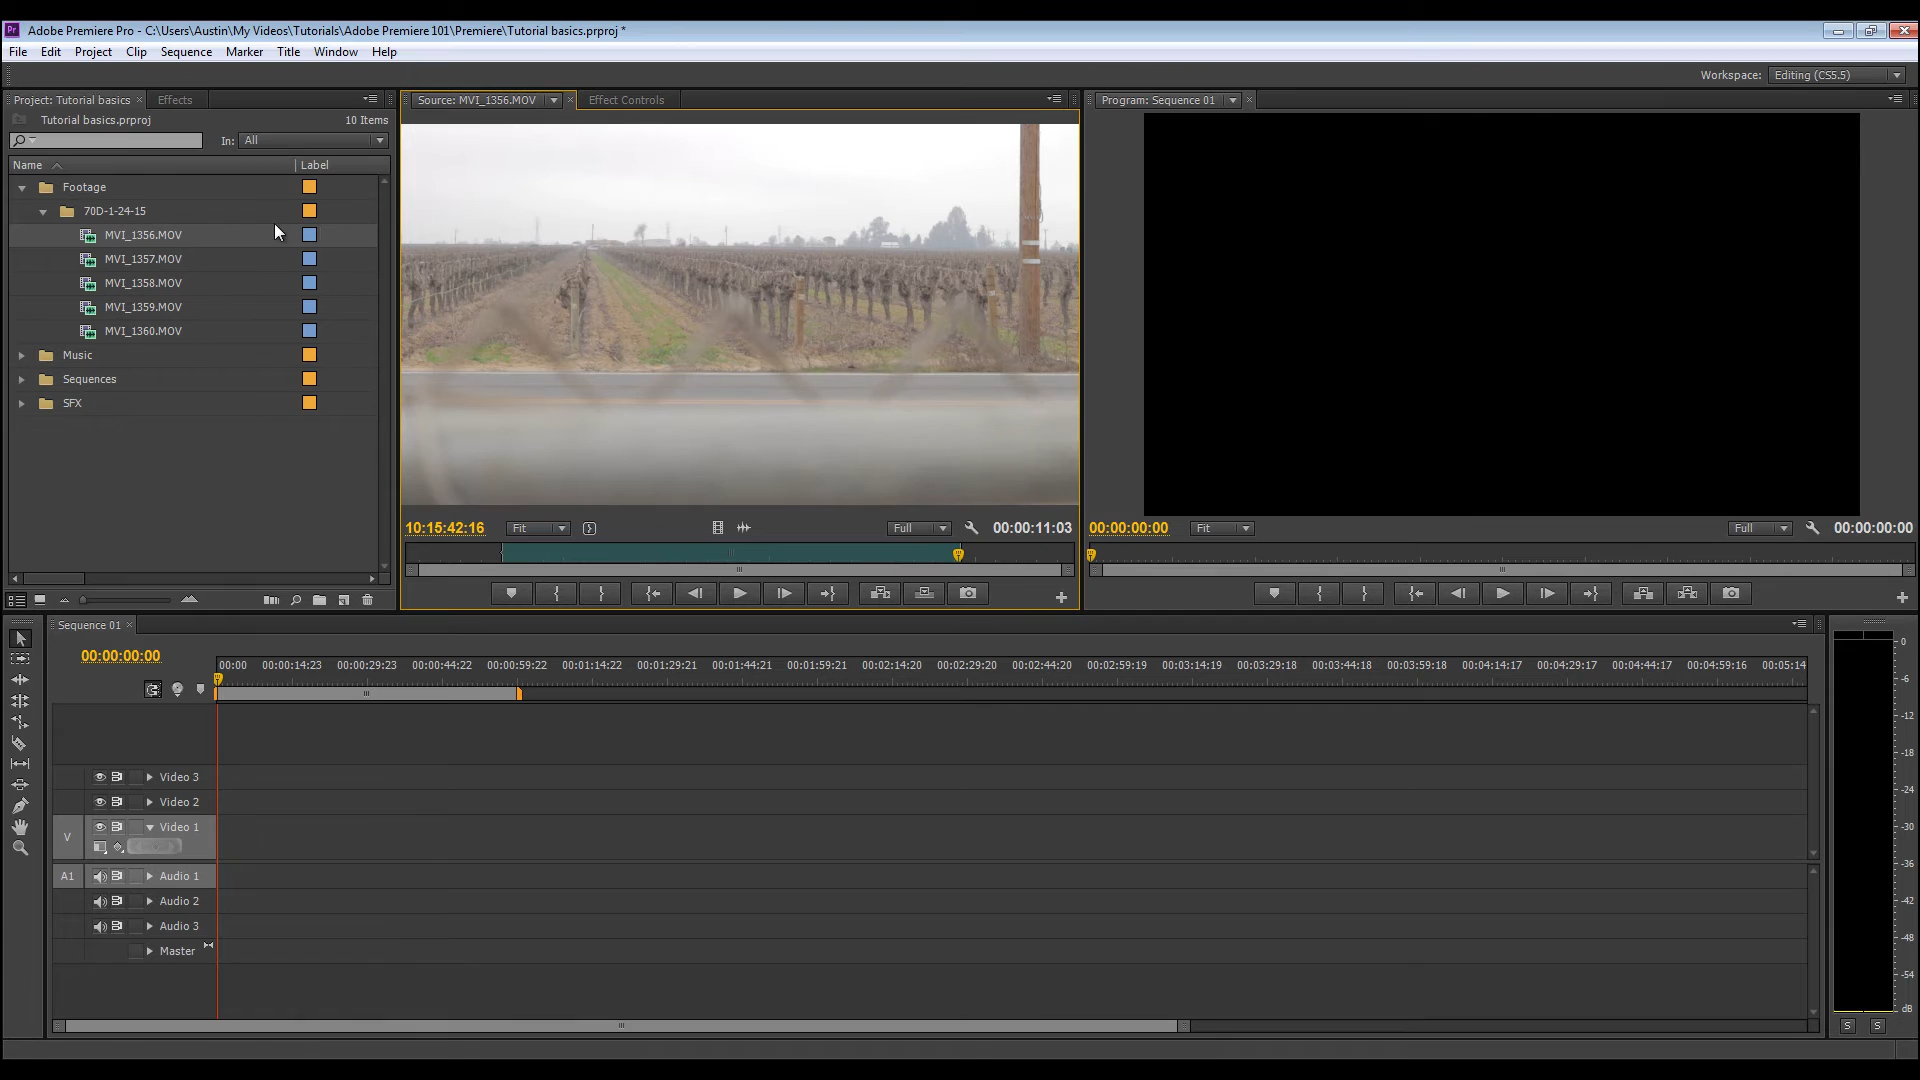 Pr Adobe Premiere Pro - C:\Users\Austin\My Videos\Tutorials\Adobe Premiere 101\Premiere\Tutorial basics.prproj *
File Edit Project Clip Sequence Marker Title Window Help
Workspace: Editing (CS5.5)
Project: Tutorial basics Effects
Source: MVI_1356.MOV Effect Controls
Program: Sequence 01
Tutorial basics.prproj 10 Items
In: All
Name Label
Footage
70D-1-24-15
MVI_1356.MOV
MVI_1357.MOV
MVI_1358.MOV
MVI_1359.MOV
MVI_1360.MOV
Music
Sequences
SFX
10:15:42:16 Fit Full 00:00:11:03
00:00:00:00 Fit Full 00:00:00:00
Sequence 01
00:00:00:00
00:00 00:00:14:23 00:00:29:23 00:00:44:22 00:00:59:22 00:01:14:22 00:01:29:21 00:01:44:21 00:01:59:21 00:02:14:20 00:02:29:20 00:02:44:20 00:02:59:19 00:03:14:19 00:03:29:18 00:03:44:18 00:03:59:18 00:04:14:17 00:04:29:17 00:04:44:17 00:04:59:16 00:05:14
Video 3
Video 2
V Video 1
A1 Audio 1
Audio 2
Audio 3
Master
0
-6
-12
-18
-24
-30
-36
-42
-48
-54
dB
S S